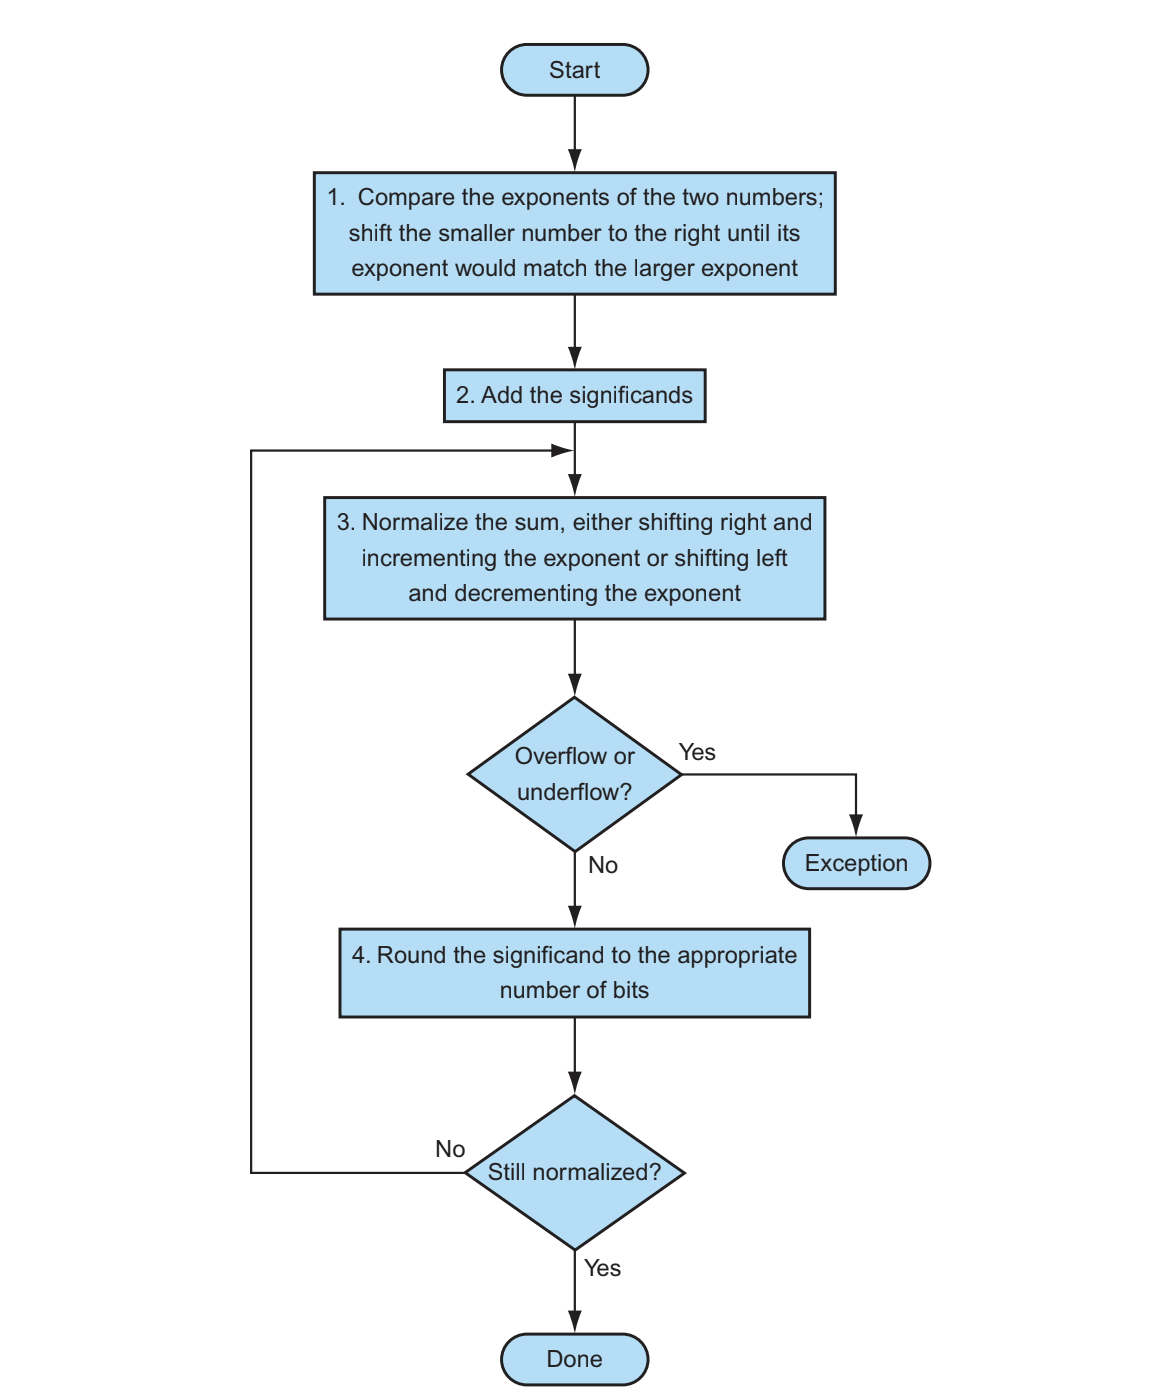 Start
1. Compare the exponents of the two numbers;
shift the smaller number to the right until its
exponent would match the larger exponent
2. Add the significands
3. Normalize the sum, either shifting right and
incrementing the exponent or shifting left
and decrementing the exponent
Overflow or
underflow?
Yes
No
Exception
4. Round the significand to the appropriate
number of bits
No
Still normalized?
Yes
Done